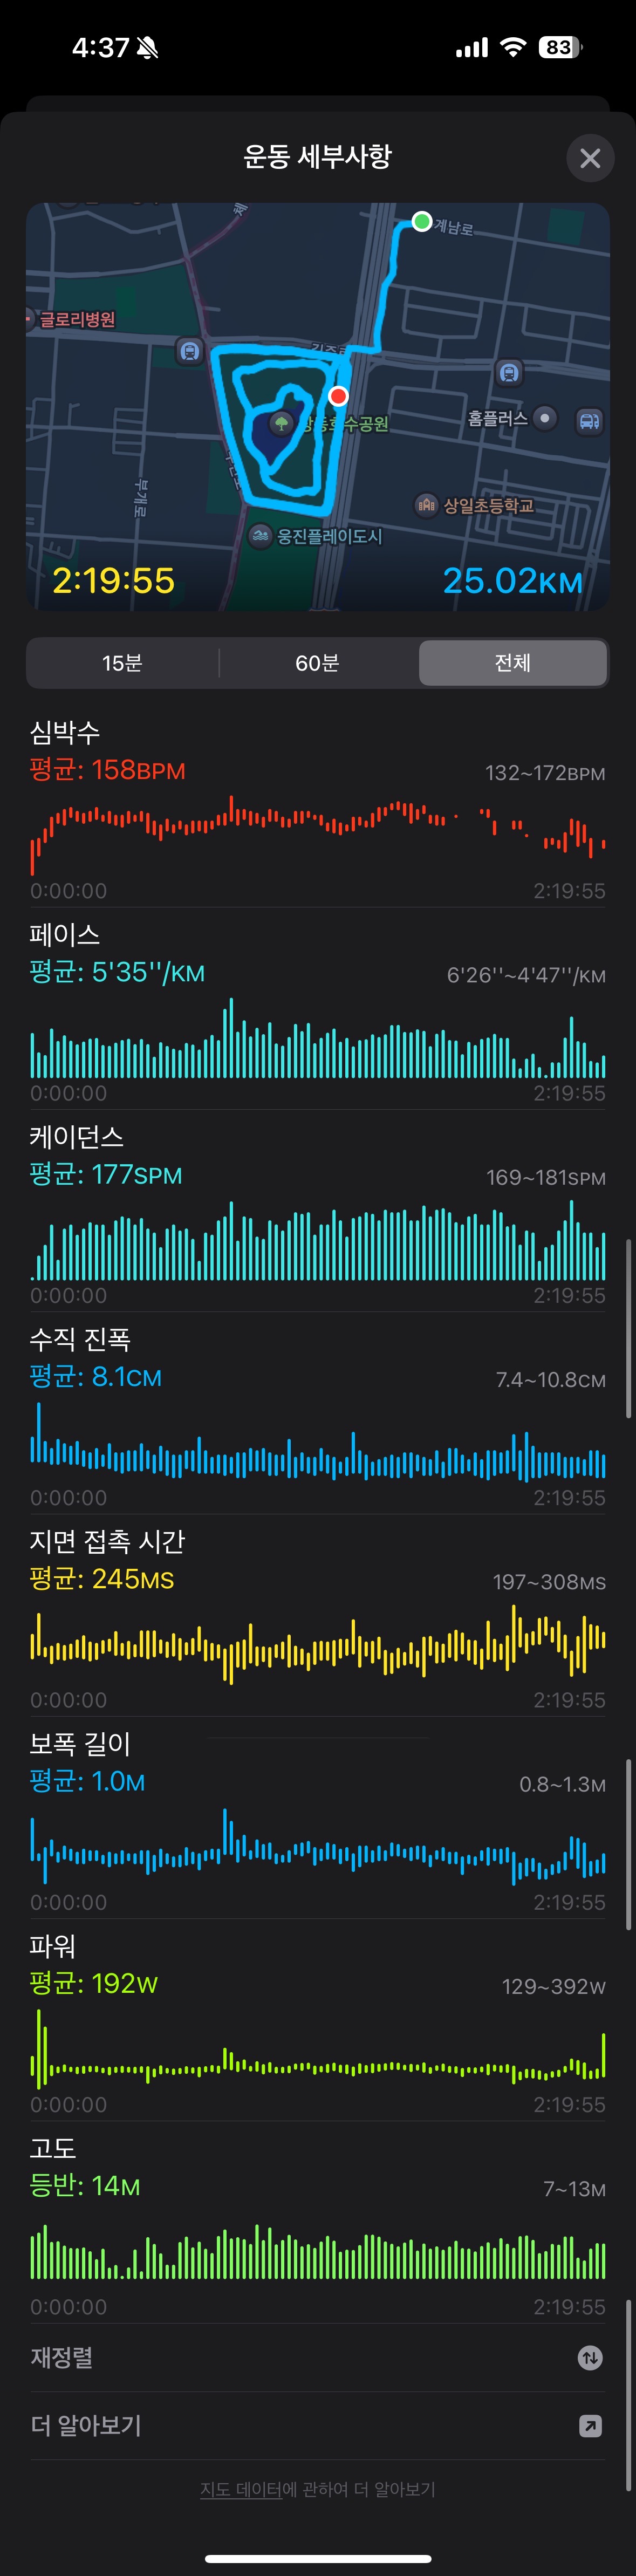 4:37
83
운동 세부사항
계남로
글로리병원
홈플러스
부개로
상일초등학교
웅진플레이도시
2:19:55
25.02KM
15분
60분
전체
심박수
평균: 158BPM
132~172BPM
0:00:00
2:19:55
페이스
평균: 5'35''/KM
6'26''~4'47''/KM
0:00:00
2:19:55
케이던스
평균: 177SPM
169~181SPM
0:00:00
2:19:55
수직 진폭
평균: 8.1CM
7.4~10.8CM
0:00:00
2:19:55
지면 접촉 시간
평균: 245MS
197~308MS
0:00:00
2:19:55
보폭 길이
평균: 1.0M
0.8~1.3M
0:00:00
2:19:55
파워
평균: 192W
129~392W
0:00:00
2:19:55
고도
등반: 14M
7~13M
0:00:00
2:19:55
재정렬
더 알아보기
지도 데이터에 관하여 더 알아보기